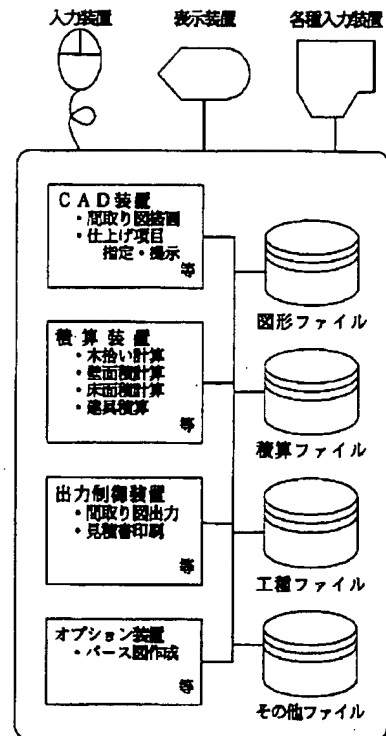 入力装置
表示装置
各種入力装置
CAD装置
・間取り図描画
・仕上げ項目
指定・提示
等
図形ファイル
積算装置
・木拾い計算
・壁面積計算
・床面積計算
・建具積算
等
積算ファイル
出力制御装置
・間取り図出力
・見積書印刷
等
工種ファイル
オプション装置
・パース図作成
等
その他ファイル